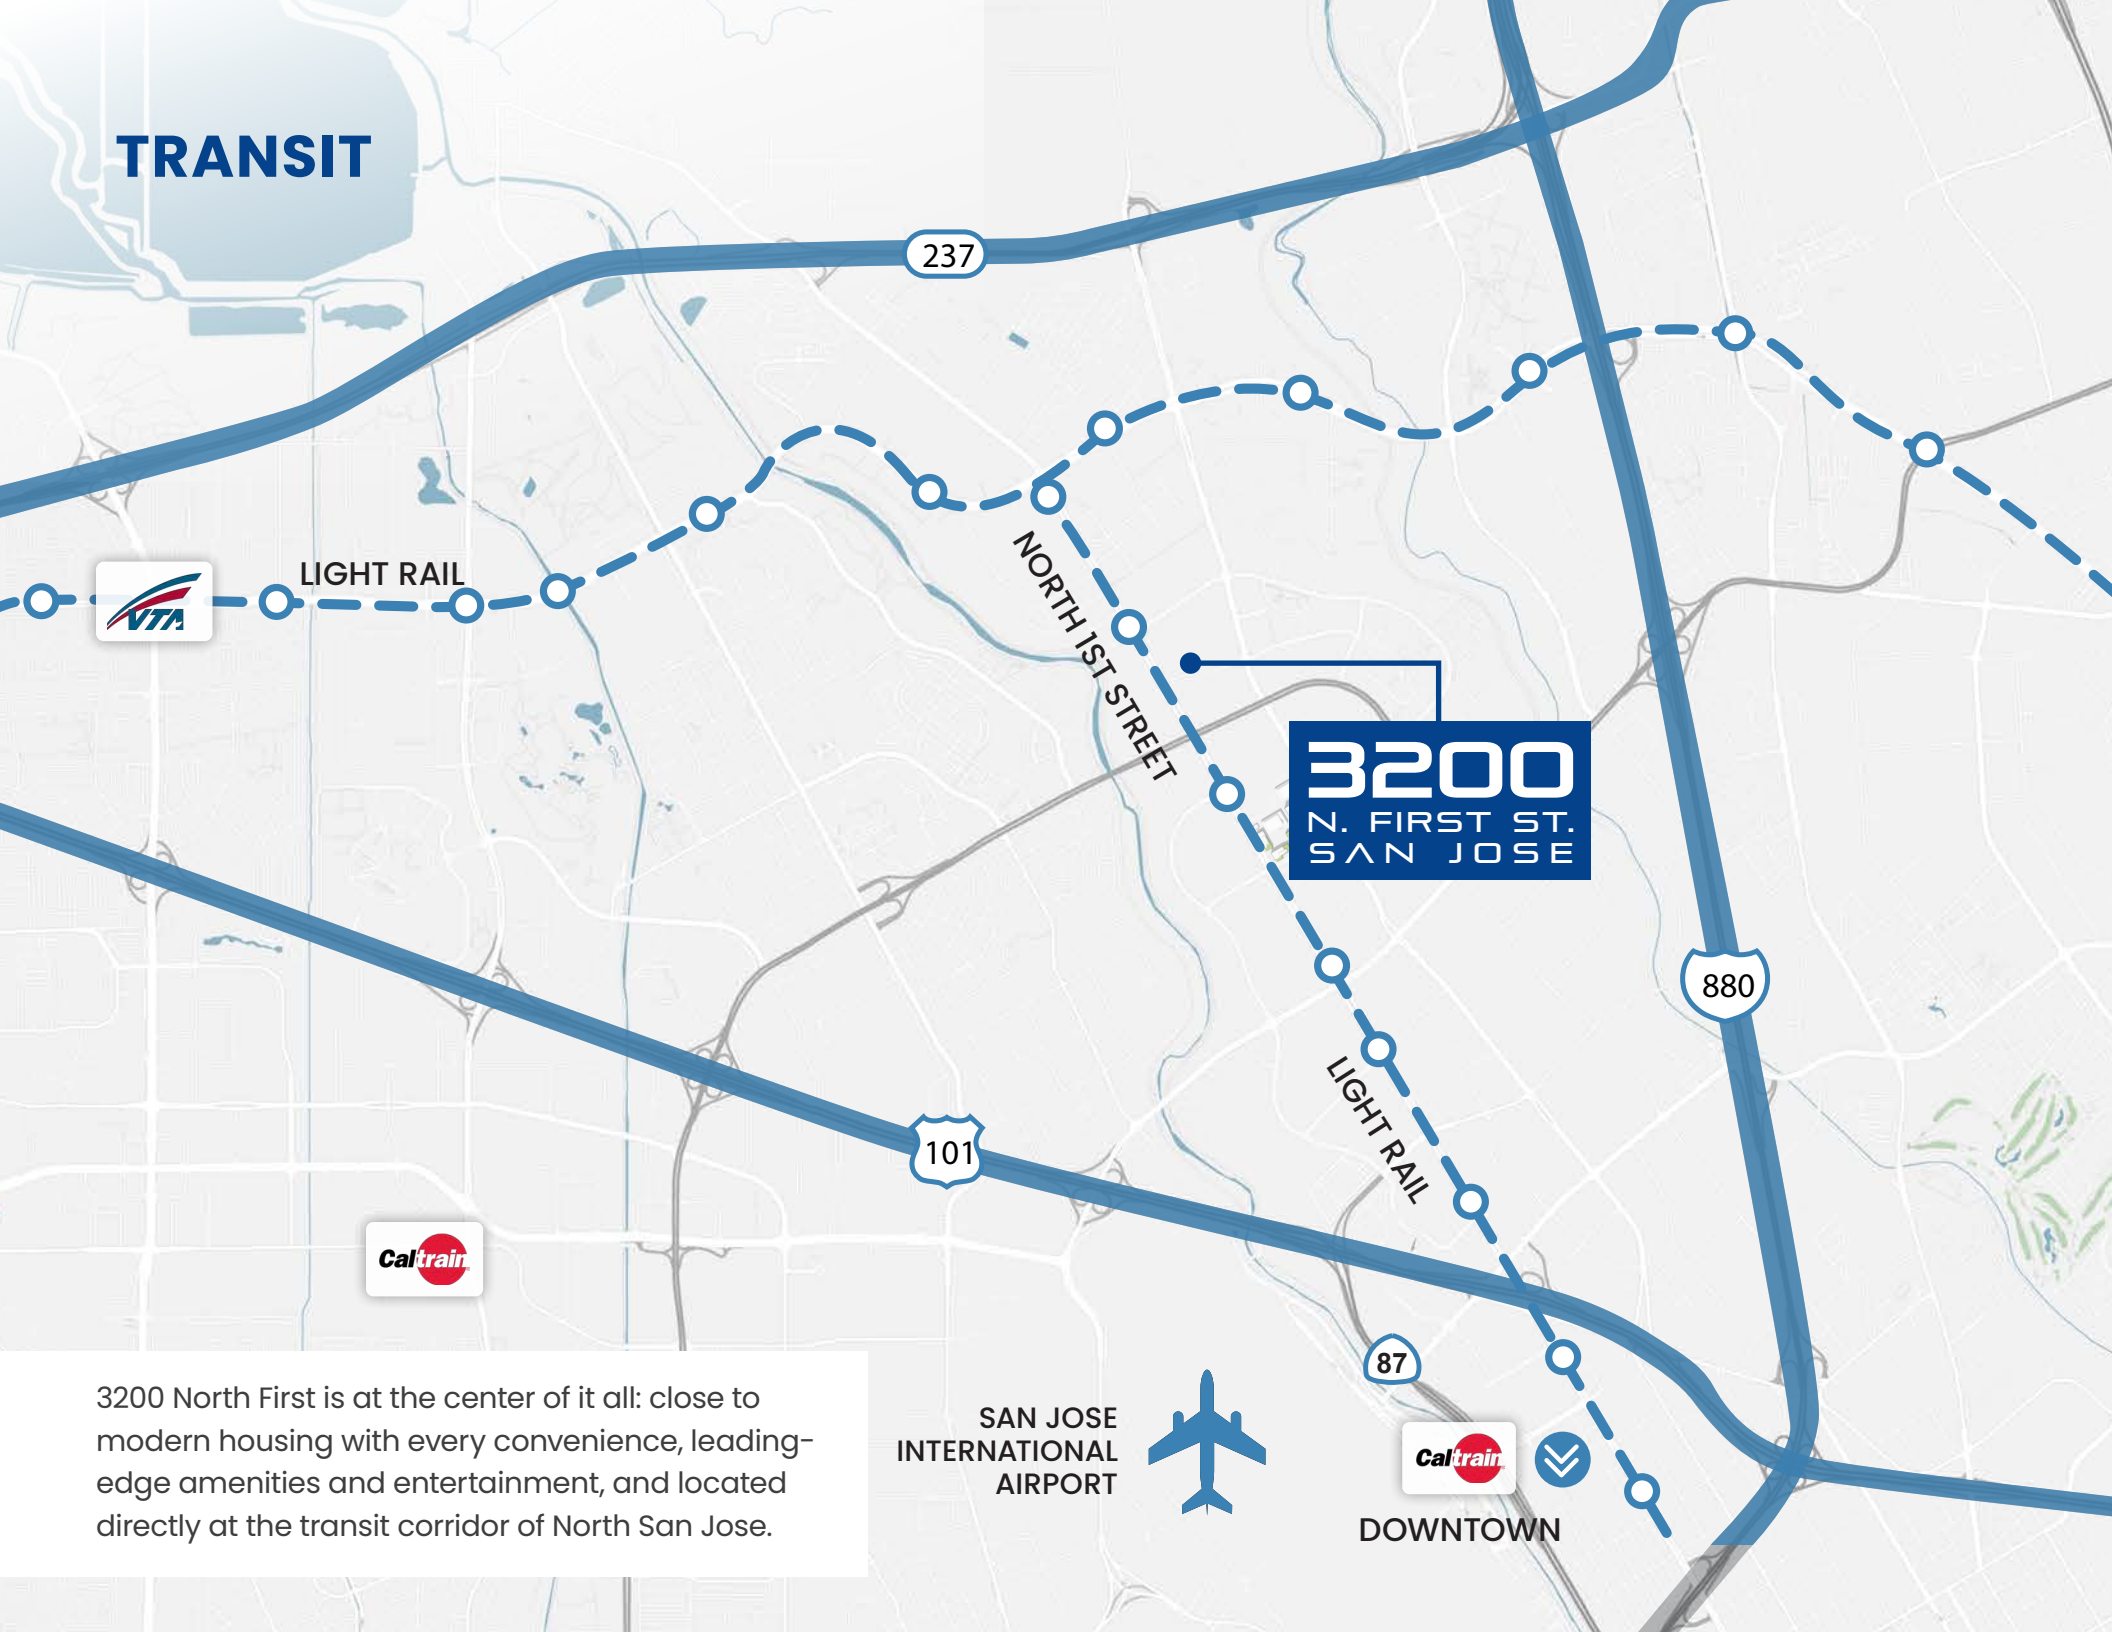 TRANSIT
237
LIGHT RAIL
VTA
NORTH 1ST STREET
3200
N. FIRST ST.
SAN JOSE
880
LIGHT RAIL
101
Caltrain
87
3200 North First is at the center of it all: close to
modern housing with every convenience, leading-
edge amenities and entertainment, and located
directly at the transit corridor of North San Jose.
SAN JOSE
INTERNATIONAL
AIRPORT
Caltrain
DOWNTOWN